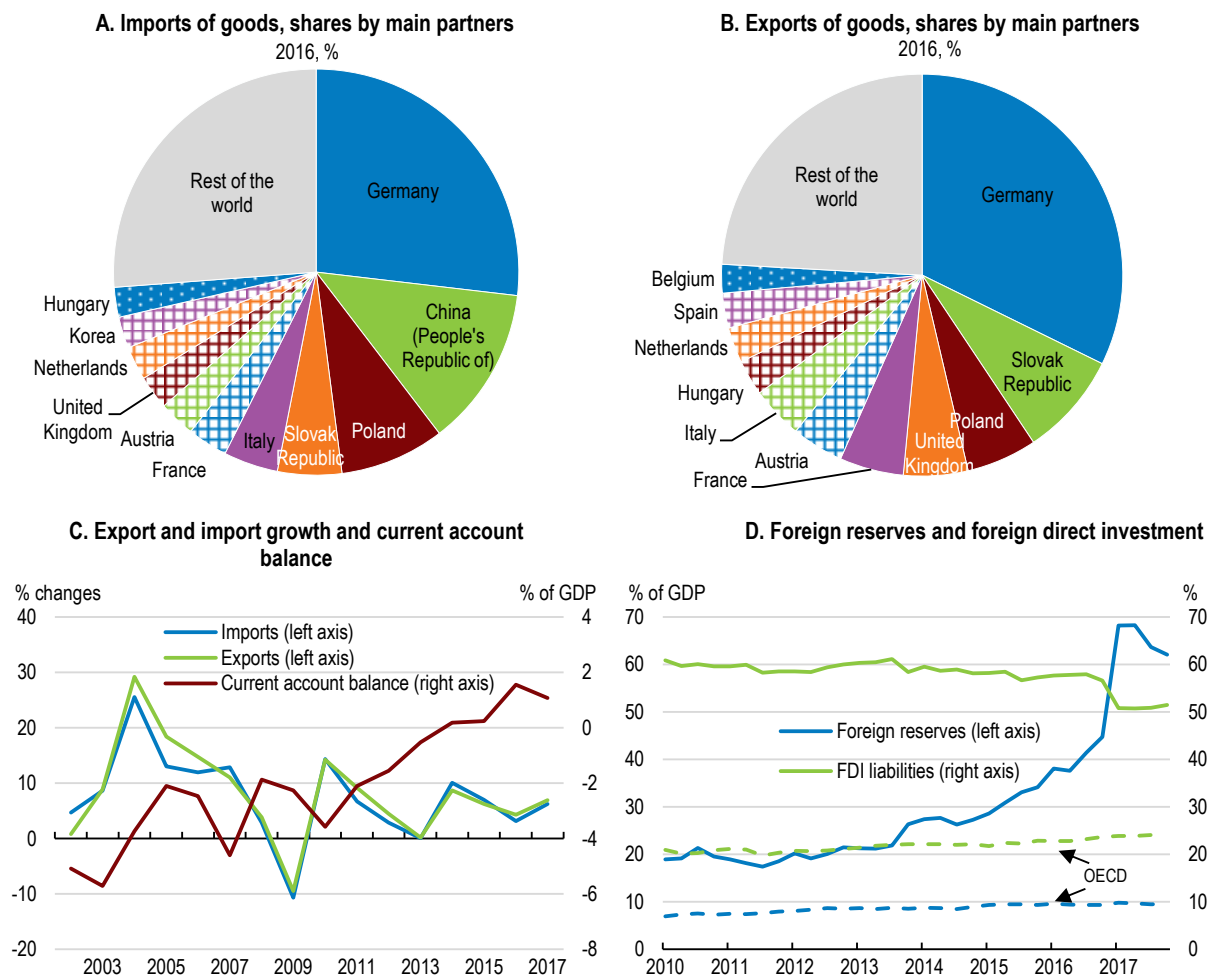 A. Imports of goods, shares by main partners
2016, %
Rest of the
world
Germany
China
(People's
Republic of)
Poland
Slovak
Republic
Italy
France
Austria
United
Kingdom
Netherlands
Korea
Hungary
B. Exports of goods, shares by main partners
2016, %
Rest of the
world
Germany
Slovak
Republic
Poland
United
Kingdom
France
Austria
Italy
Hungary
Netherlands
Spain
Belgium
C. Export and import growth and current account
balance
% changes
% of GDP
Imports (left axis)
Exports (left axis)
Current account balance (right axis)
40
30
20
10
0
-10
-20
4
2
0
-2
-4
-6
-8
2003 2005 2007 2009 2011 2013 2015 2017
D. Foreign reserves and foreign direct investment
% of GDP
%
70
60
50
40
30
20
10
0
Foreign reserves (left axis)
FDI liabilities (right axis)
OECD
70
60
50
40
30
20
10
0
2010 2011 2012 2013 2014 2015 2016 2017